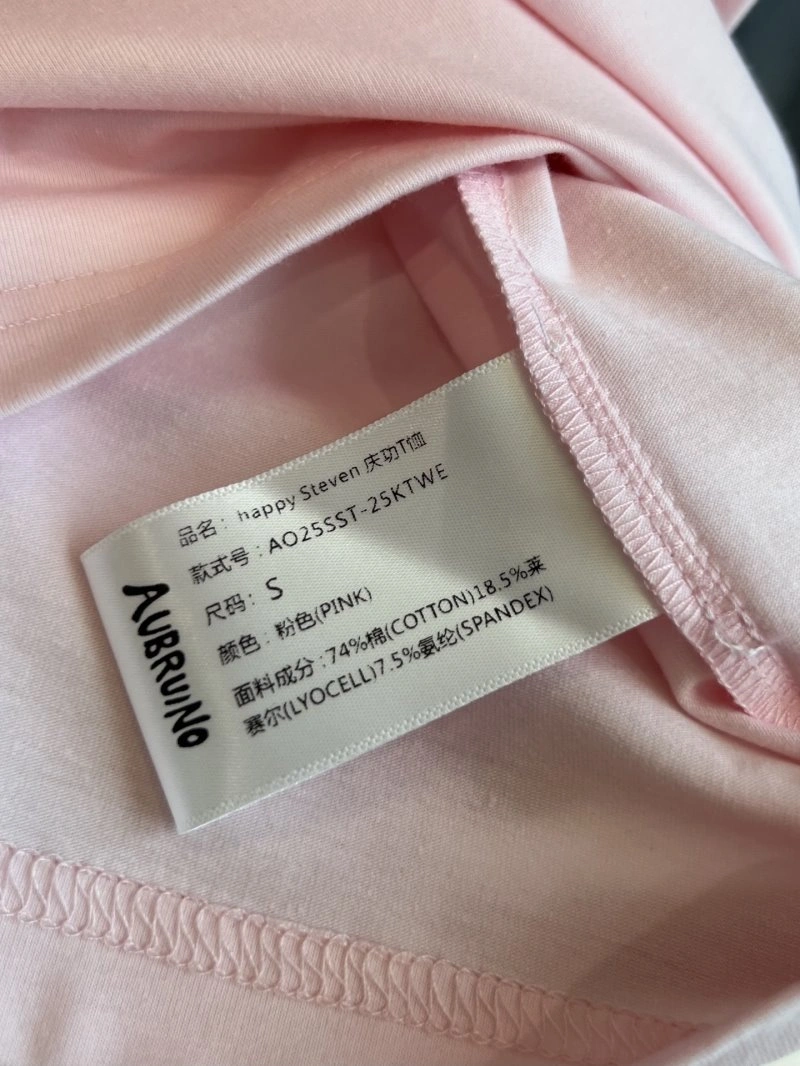 品名：happy Steven 庆功T恤
款式号：AO25SST-25KTWE
尺码：S
颜色：粉色(PINK)
面料成分：74%棉(COTTON)18.5%莱
赛尔(LYOCELL)7.5%氨纶(SPANDEX)
AUBRUINO